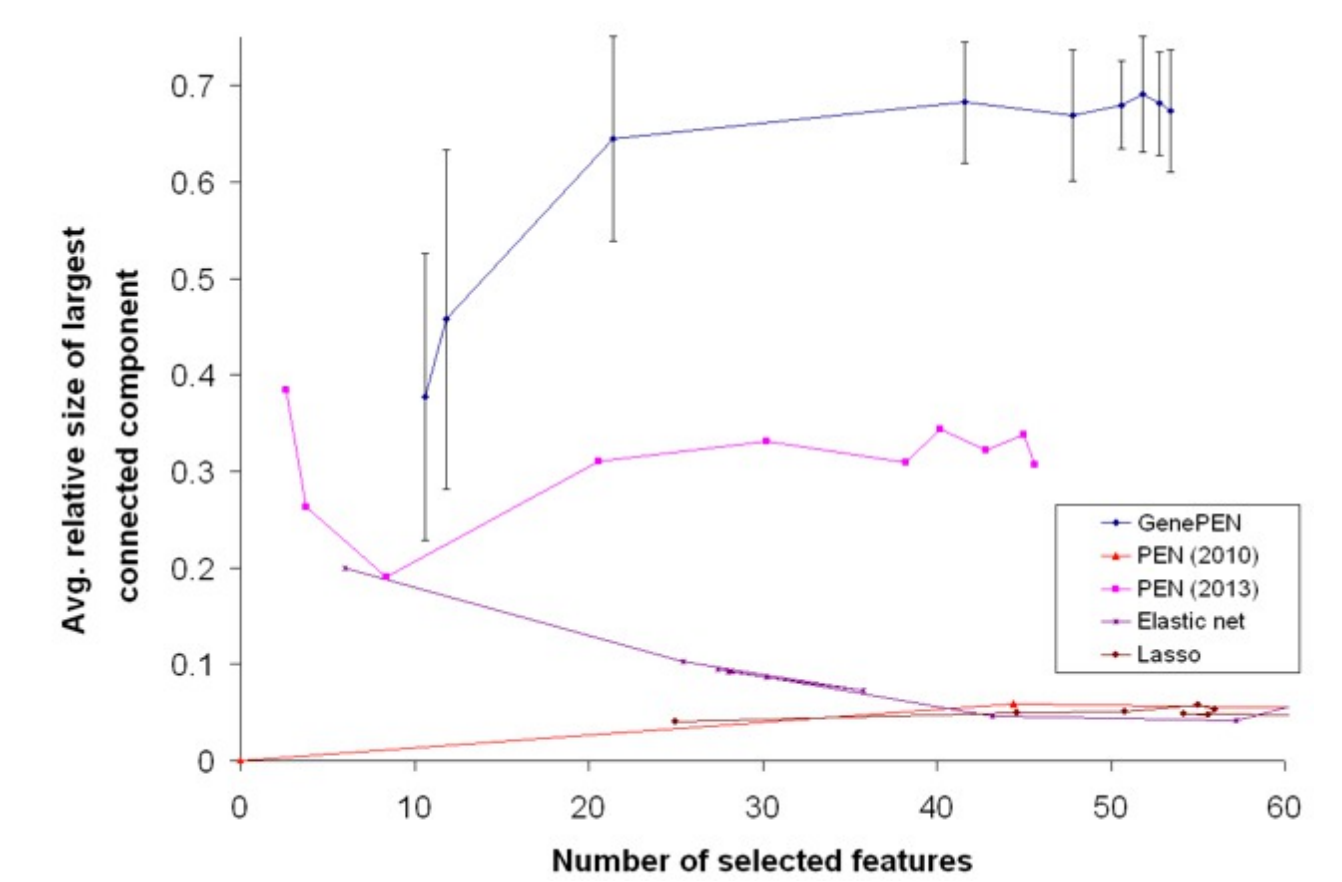 Avg. relative size of largest
connected component
0.7
0.6
0.5
0.4
0.3
0.2
0.1
0
0 10 20 30 40 50 60
Number of selected features
GenePEN
PEN (2010)
PEN (2013)
Elastic net
Lasso